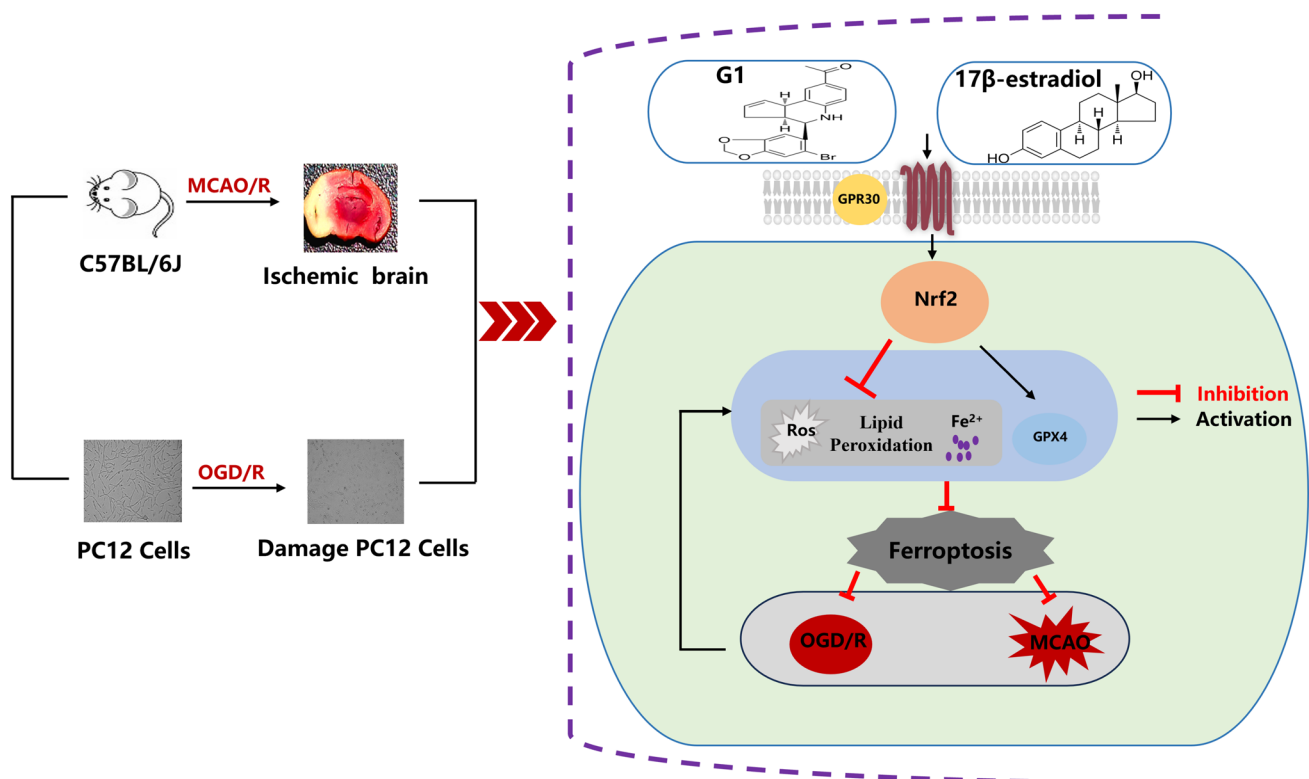 MCAO/R
C57BL/6J
Ischemic brain
OGD/R
PC12 Cells
Damage PC12 Cells
G1
O
H
H
NH
O
O
Br
17β-estradiol
OH
H
H
H
HO
GPR30
Nrf2
Ros
Lipid
Peroxidation
Fe²⁺
GPX4
Inhibition
Activation
Ferroptosis
OGD/R
MCAO